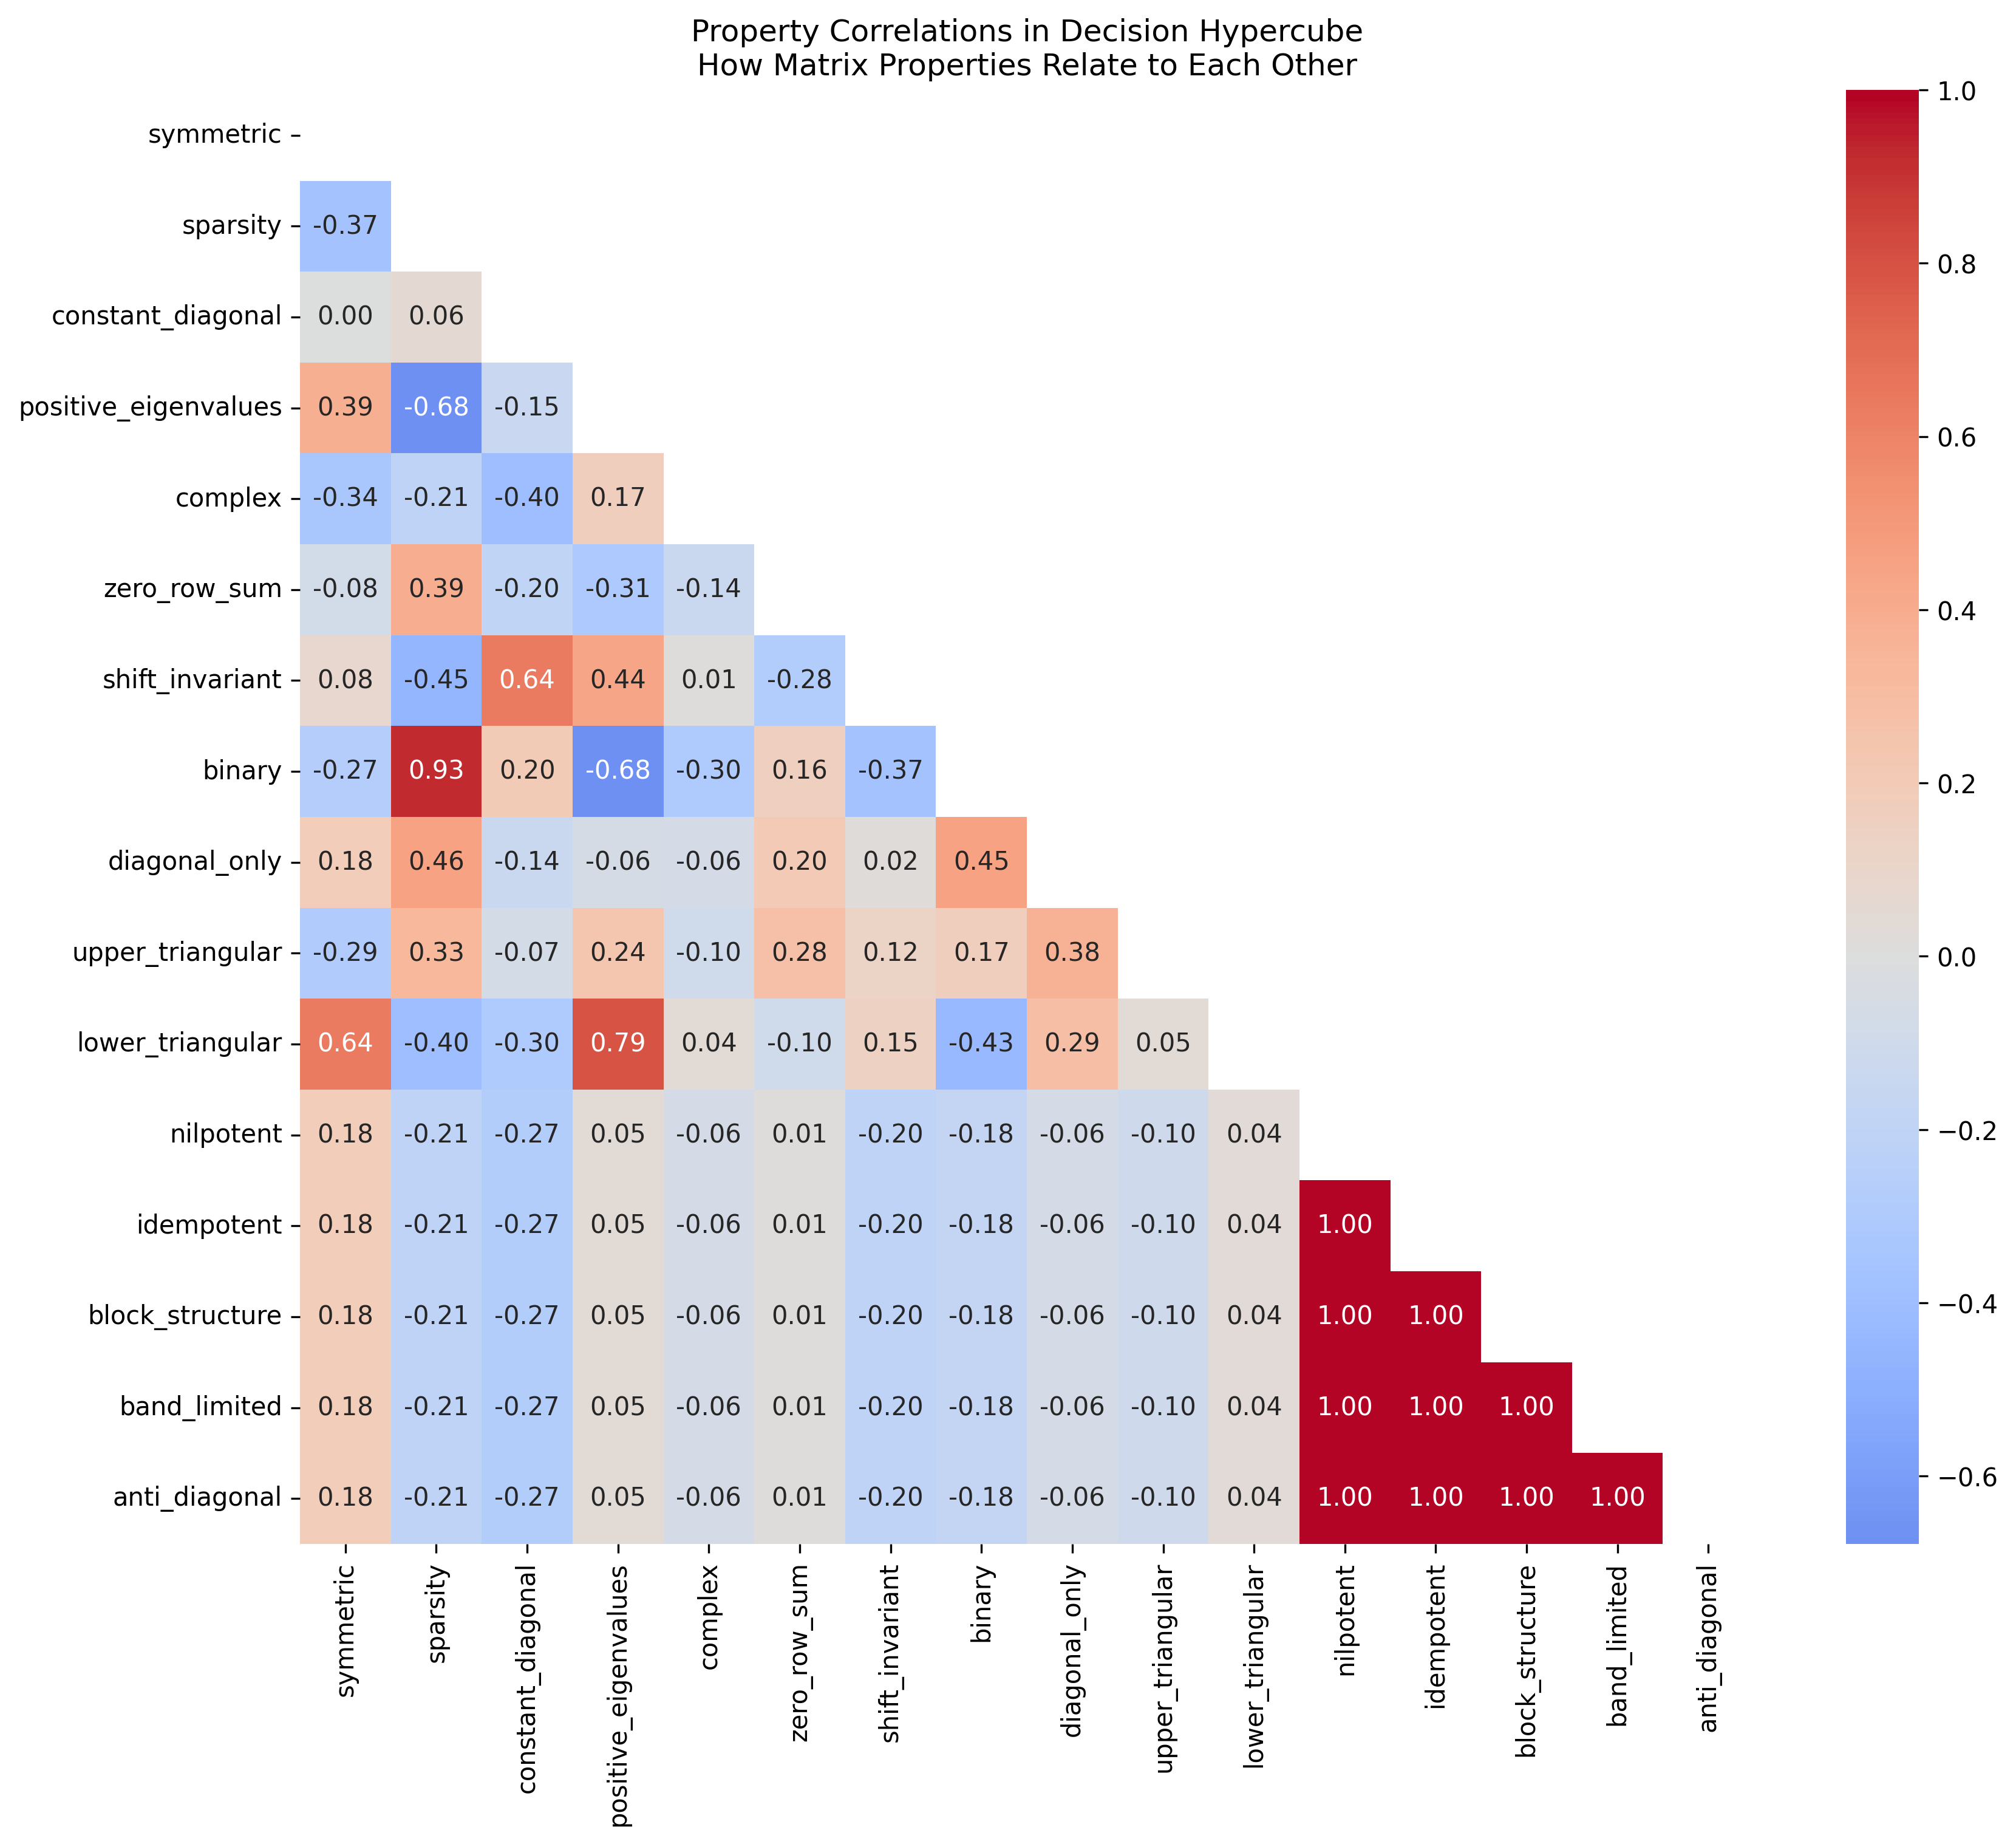 Property Correlations in Decision Hypercube
How Matrix Properties Relate to Each Other
symmetric
sparsity -0.37
constant_diagonal 0.00 0.06
positive_eigenvalues 0.39 -0.68 -0.15
complex -0.34 -0.21 -0.40 0.17
zero_row_sum -0.08 0.39 -0.20 -0.31 -0.14
shift_invariant 0.08 -0.45 0.64 0.44 0.01 -0.28
binary -0.27 0.93 0.20 -0.68 -0.30 0.16 -0.37
diagonal_only 0.18 0.46 -0.14 -0.06 -0.06 0.20 0.02 0.45
upper_triangular -0.29 0.33 -0.07 0.24 -0.10 0.28 0.12 0.17 0.38
lower_triangular 0.64 -0.40 -0.30 0.79 0.04 -0.10 0.15 -0.43 0.29 0.05
nilpotent 0.18 -0.21 -0.27 0.05 -0.06 0.01 -0.20 -0.18 -0.06 -0.10 0.04
idempotent 0.18 -0.21 -0.27 0.05 -0.06 0.01 -0.20 -0.18 -0.06 -0.10 0.04 1.00
block_structure 0.18 -0.21 -0.27 0.05 -0.06 0.01 -0.20 -0.18 -0.06 -0.10 0.04 1.00 1.00
band_limited 0.18 -0.21 -0.27 0.05 -0.06 0.01 -0.20 -0.18 -0.06 -0.10 0.04 1.00 1.00 1.00
anti_diagonal 0.18 -0.21 -0.27 0.05 -0.06 0.01 -0.20 -0.18 -0.06 -0.10 0.04 1.00 1.00 1.00 1.00
symmetric
sparsity
constant_diagonal
positive_eigenvalues
complex
zero_row_sum
shift_invariant
binary
diagonal_only
upper_triangular
lower_triangular
nilpotent
idempotent
block_structure
band_limited
anti_diagonal
1.0
0.8
0.6
0.4
0.2
0.0
−0.2
−0.4
−0.6